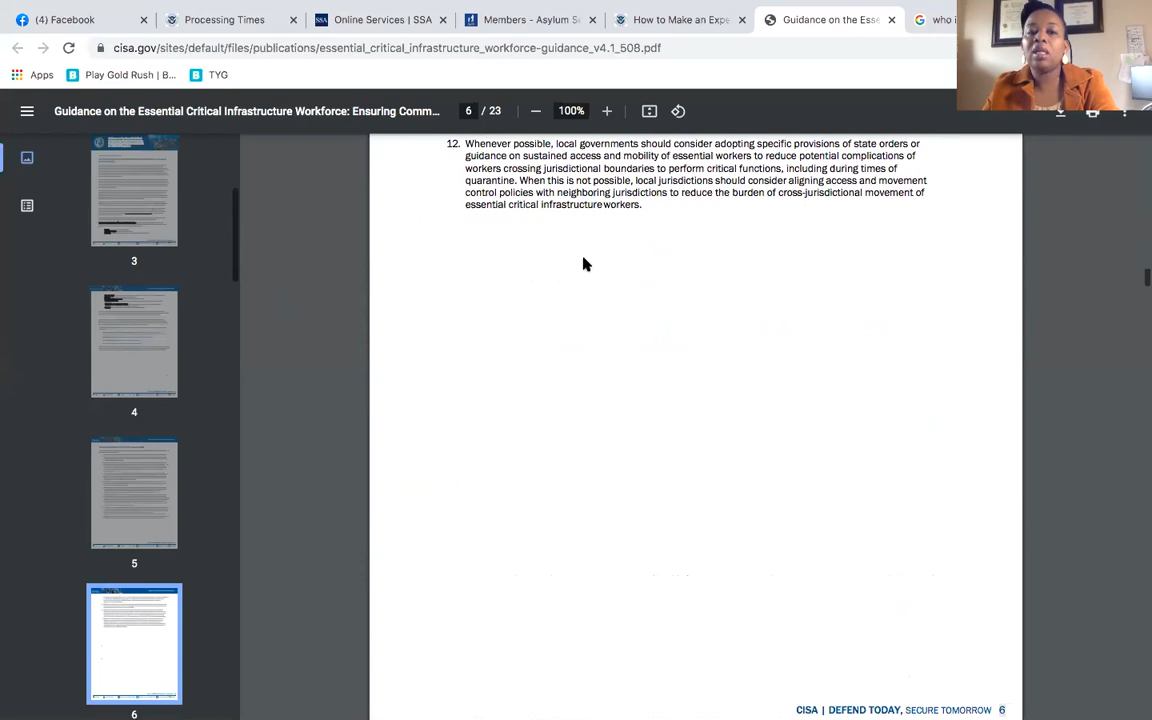 (4) Facebook
Processing Times
Online Services | SSA
Members - Asylum S
How to Make an Expe
Guidance on the Esse
who i
cisa.gov/sites/default/files/publications/essential_critical_infrastructure_workforce-guidance_v4.1_508.pdf
Apps
Play Gold Rush | B...
TYG
Guidance on the Essential Critical Infrastructure Workforce: Ensuring Comm...
6 / 23
100%
12. Whenever possible, local governments should consider adopting specific provisions of state orders or
guidance on sustained access and mobility of essential workers to reduce potential complications of
workers crossing jurisdictional boundaries to perform critical functions, including during times of
quarantine. When this is not possible, local jurisdictions should consider aligning access and movement
control policies with neighboring jurisdictions to reduce the burden of cross-jurisdictional movement of
essential critical infrastructure workers.
3
4
5
6
CISA | DEFEND TODAY, SECURE TOMORROW 6